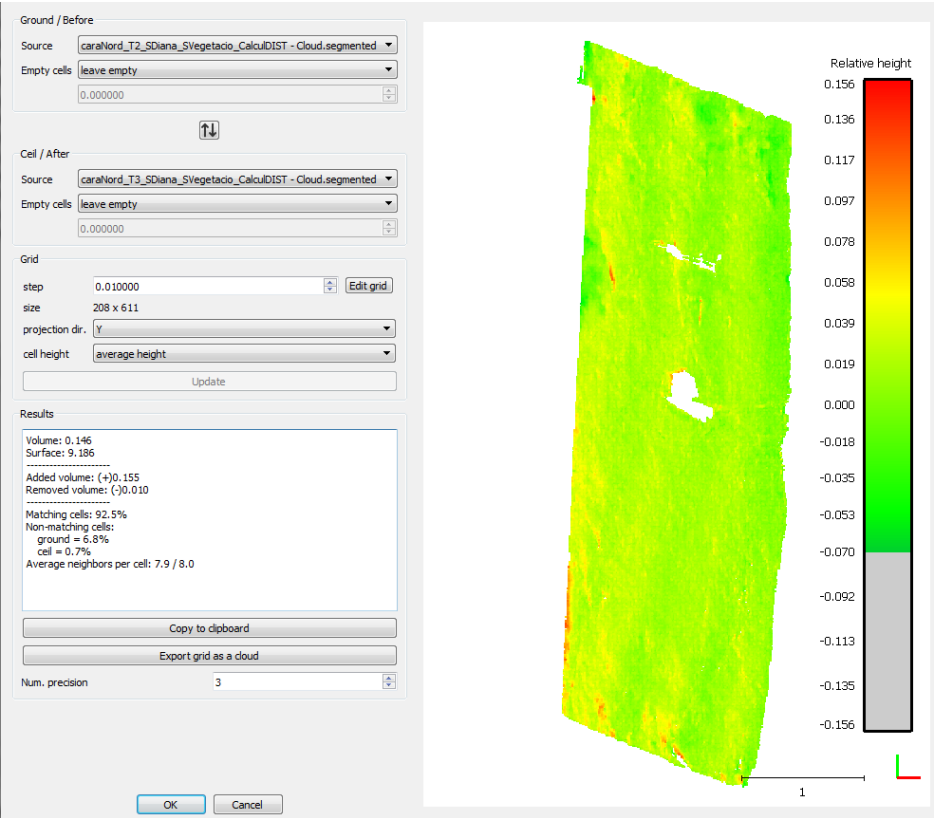 Ground / Before
Source caraNord_T2_SDiana_SVegetacio_CalculDIST - Cloud.segmented
Empty cells leave empty
0.000000
Ceil / After
Source caraNord_T3_SDiana_SVegetacio_CalculDIST - Cloud.segmented
Empty cells leave empty
0.000000
Grid
step 0.010000 Edit grid
size 208 x 611
projection dir. Y
cell height average height
Update
Results
Volume: 0.146
Surface: 9.186
----------------------
Added volume: (+)0.155
Removed volume: (-)0.010
----------------------
Matching cells: 92.5%
Non-matching cells:
ground = 6.8%
ceil = 0.7%
Average neighbors per cell: 7.9 / 8.0
Copy to clipboard
Export grid as a cloud
Num. precision 3
OK Cancel
Relative height
0.156
0.136
0.117
0.097
0.078
0.058
0.039
0.019
0.000
-0.018
-0.035
-0.053
-0.070
-0.092
-0.113
-0.135
-0.156
1